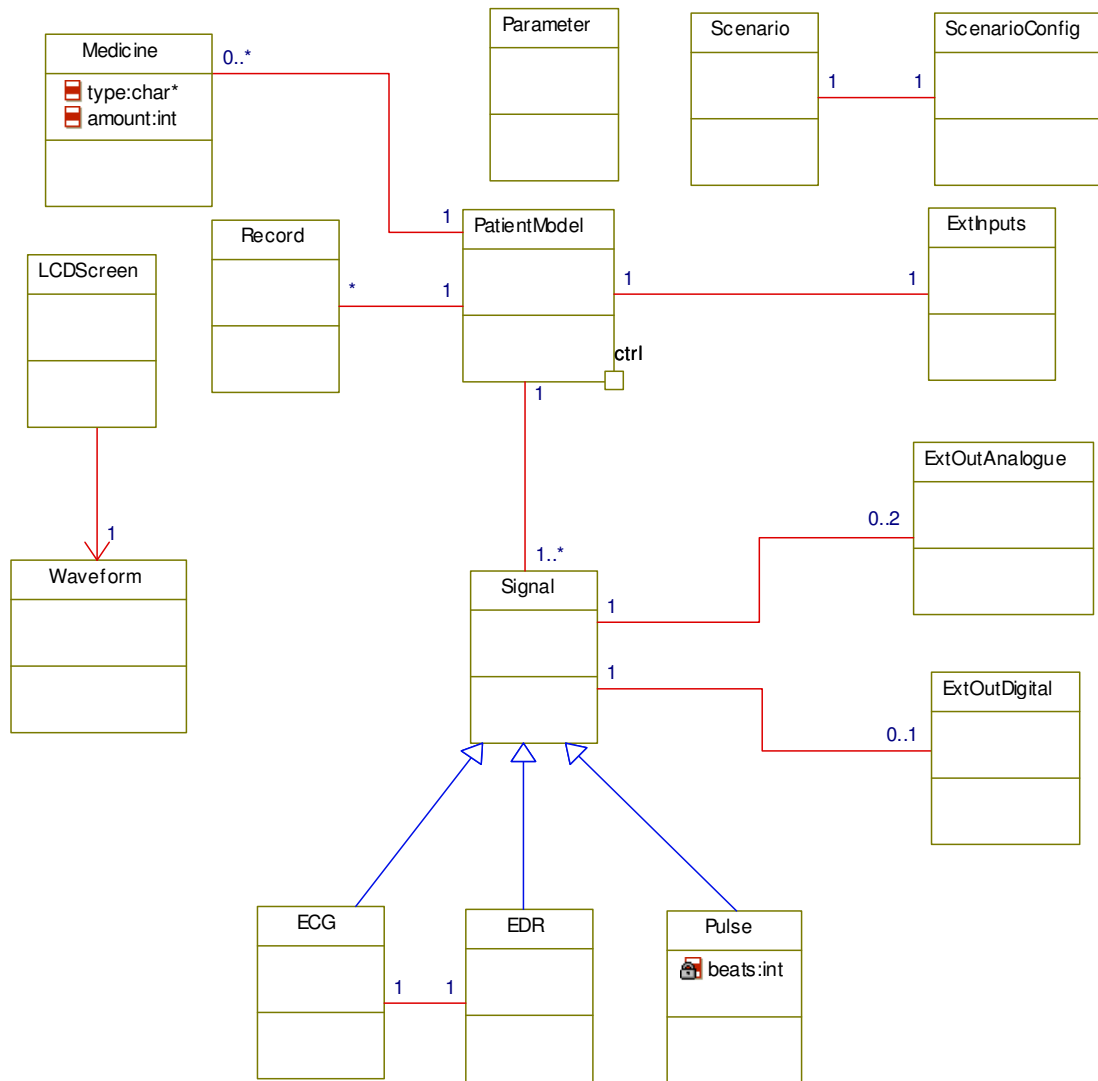 Parameter
Scenario
ScenarioConfig
Medicine
0..*
type:char*
amount:int
1
1
1
Record
PatientModel
ExtInputs
LCDScreen
*
1
1
1
ctrl
1
ExtOutAnalogue
0..2
1
1..*
Waveform
Signal
1
1
ExtOutDigital
0..1
ECG
EDR
Pulse
beats:int
1
1